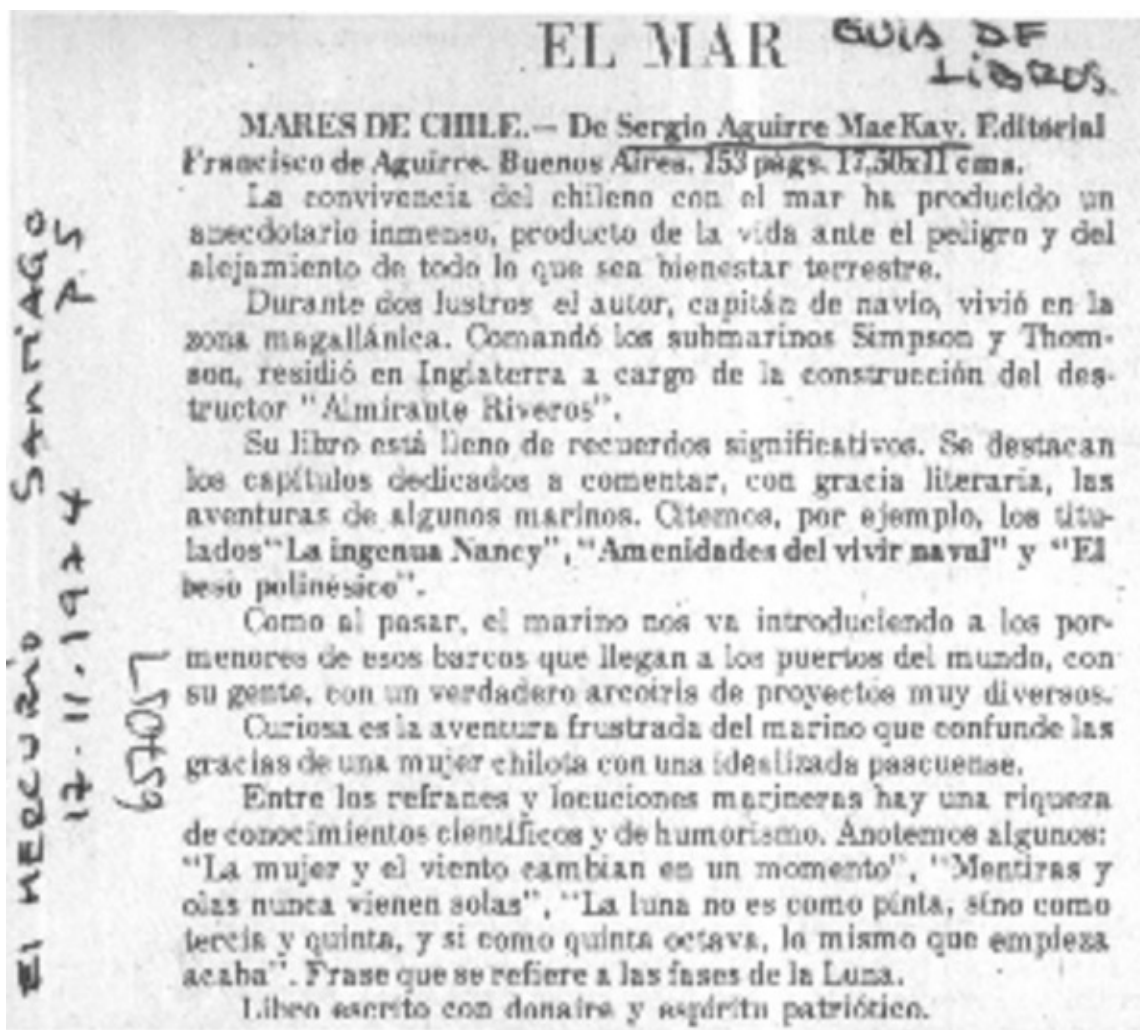 EL MAR
GUIA DE
LIBROS.
MARES DE CHILE.— De Sergio Aguirre MacKay. Editorial
Francisco de Aguirre. Buenos Aires. 153 págs. 17,50x11 cms.
La convivencia del chileno con el mar ha producido un
anecdotario inmenso, producto de la vida ante el peligro y del
alejamiento de todo lo que sea bienestar terrestre.
Durante dos lustros el autor, capitán de navío, vivió en la
zona magallánica. Comandó los submarinos Simpson y Thom-
son, residió en Inglaterra a cargo de la construcción del des-
tructor "Almirante Riveros".
Su libro está lleno de recuerdos significativos. Se destacan
los capítulos dedicados a comentar, con gracia literaria, las
aventuras de algunos marinos. Citemos, por ejemplo, los titu-
lados "La ingenua Nancy", "Amenidades del vivir naval" y "El
beso polinésico".
Como al pasar, el marino nos va introduciendo a los por-
menores de esos barcos que llegan a los puertos del mundo, con
su gente, con un verdadero arcoiris de proyectos muy diversos.
Curiosa es la aventura frustrada del marino que confunde las
gracias de una mujer chilota con una idealizada pascuense.
Entre los refranes y locuciones marineras hay una riqueza
de conocimientos científicos y de humorismo. Anotemos algunos:
"La mujer y el viento cambian en un momento", "Mentiras y
olas nunca vienen solas", "La luna no es como pinta, sino como
tercia y quinta, y si como quinta octava, lo mismo que empieza
acaba". Frase que se refiere a las fases de la Luna.
Libro escrito con donaire y espíritu patriótico.
El MERCURIO SANTIAGO
17.11.1974 P.5
65057